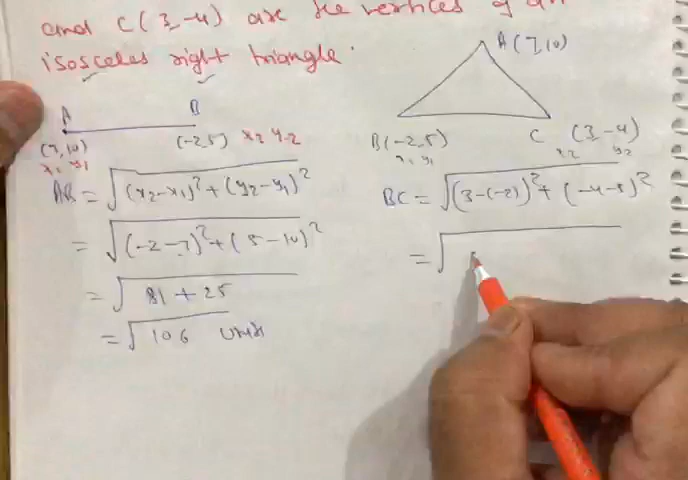 and C(3,-4) are the vertices of an
isosceles right triangle.
A(7,10)
A B
(7,10) (-2,5) x2 y2
x1 y1
B(-2,5) C (3,-4)
x1 y1 x2 y2
AB = √(x2-x1)²+(y2-y1)²
= √(-2-7)²+(5-10)²
= √81+25
= √106 units
BC = √(3-(-2))²+(-4-5)²
= √